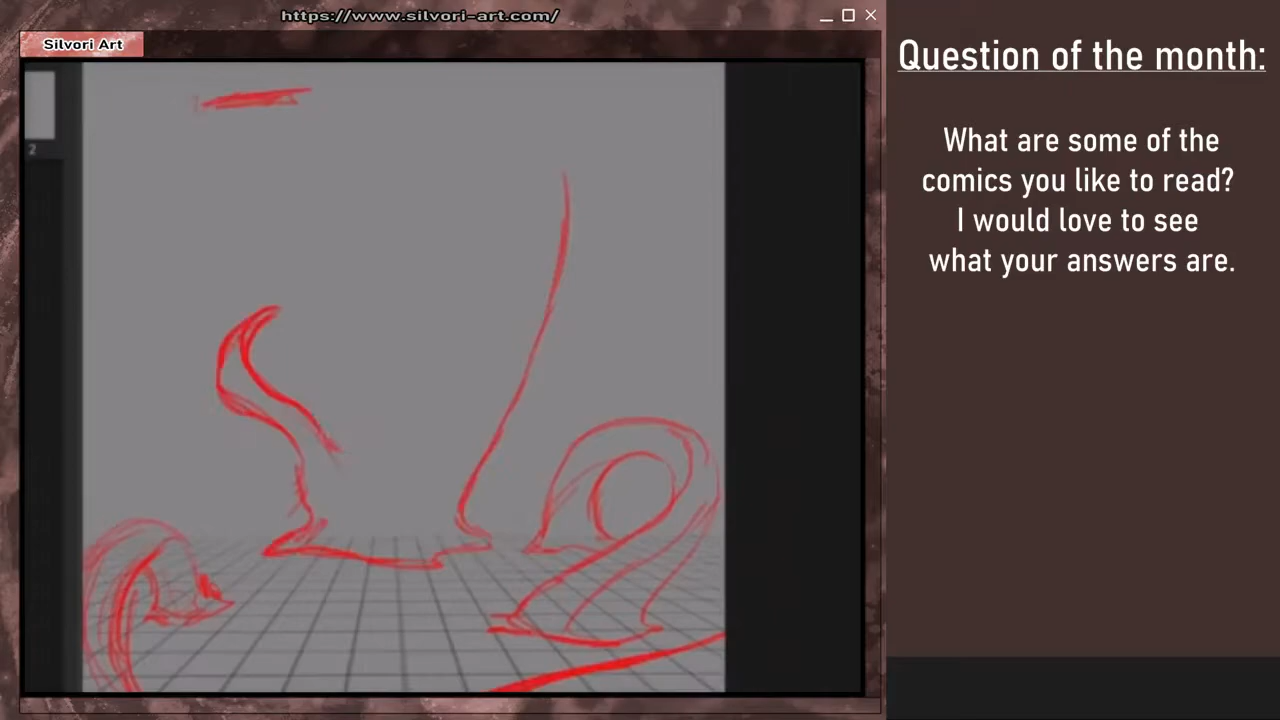 https://www.silvori-art.com/
Silvori Art
2
Question of the month:
What are some of the
comics you like to read?
I would love to see
what your answers are.